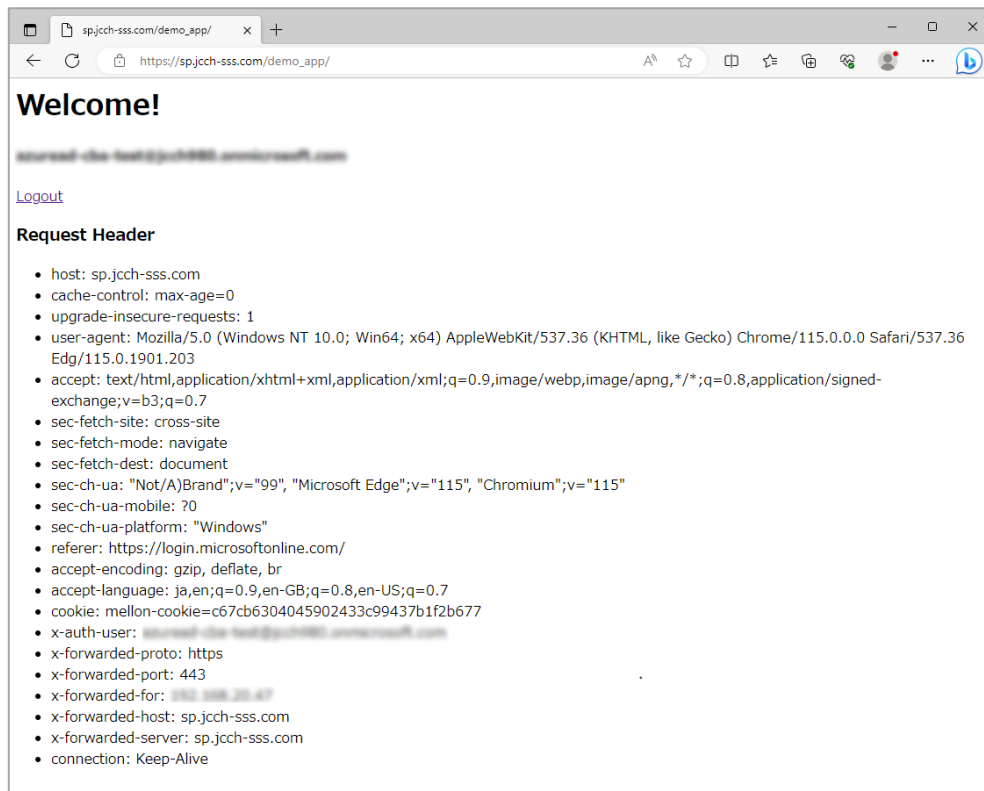 sp.jcch-sss.com/demo_app/
https://sp.jcch-sss.com/demo_app/
Welcome!
Logout
Request Header
• host: sp.jcch-sss.com
• cache-control: max-age=0
• upgrade-insecure-requests: 1
• user-agent: Mozilla/5.0 (Windows NT 10.0; Win64; x64) AppleWebKit/537.36 (KHTML, like Gecko) Chrome/115.0.0.0 Safari/537.36
Edg/115.0.1901.203
• accept: text/html,application/xhtml+xml,application/xml;q=0.9,image/webp,image/apng,*/*;q=0.8,application/signed-
exchange;v=b3;q=0.7
• sec-fetch-site: cross-site
• sec-fetch-mode: navigate
• sec-fetch-dest: document
• sec-ch-ua: "Not/A)Brand";v="99", "Microsoft Edge";v="115", "Chromium";v="115"
• sec-ch-ua-mobile: ?0
• sec-ch-ua-platform: "Windows"
• referer: https://login.microsoftonline.com/
• accept-encoding: gzip, deflate, br
• accept-language: ja,en;q=0.9,en-GB;q=0.8,en-US;q=0.7
• cookie: mellon-cookie=c67cb6304045902433c99437b1f2b677
• x-auth-user:
• x-forwarded-proto: https
• x-forwarded-port: 443
• x-forwarded-for:
• x-forwarded-host: sp.jcch-sss.com
• x-forwarded-server: sp.jcch-sss.com
• connection: Keep-Alive